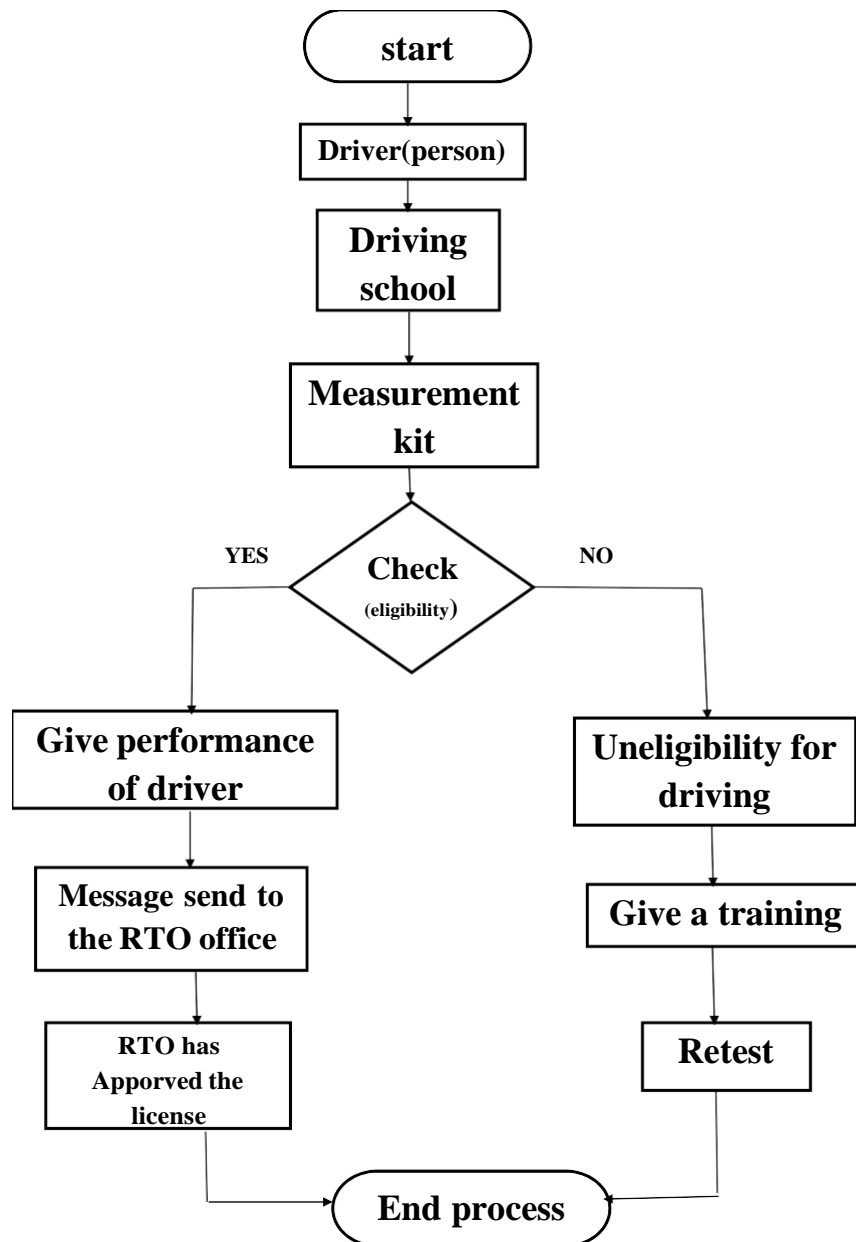 start
Driver(person)
Driving
school
Measurement
kit
YES
NO
Check
(eligibility)
Give performance
of driver
Uneligibility for
driving
Message send to
the RTO office
Give a training
RTO has
Apporved the
license
Retest
End process